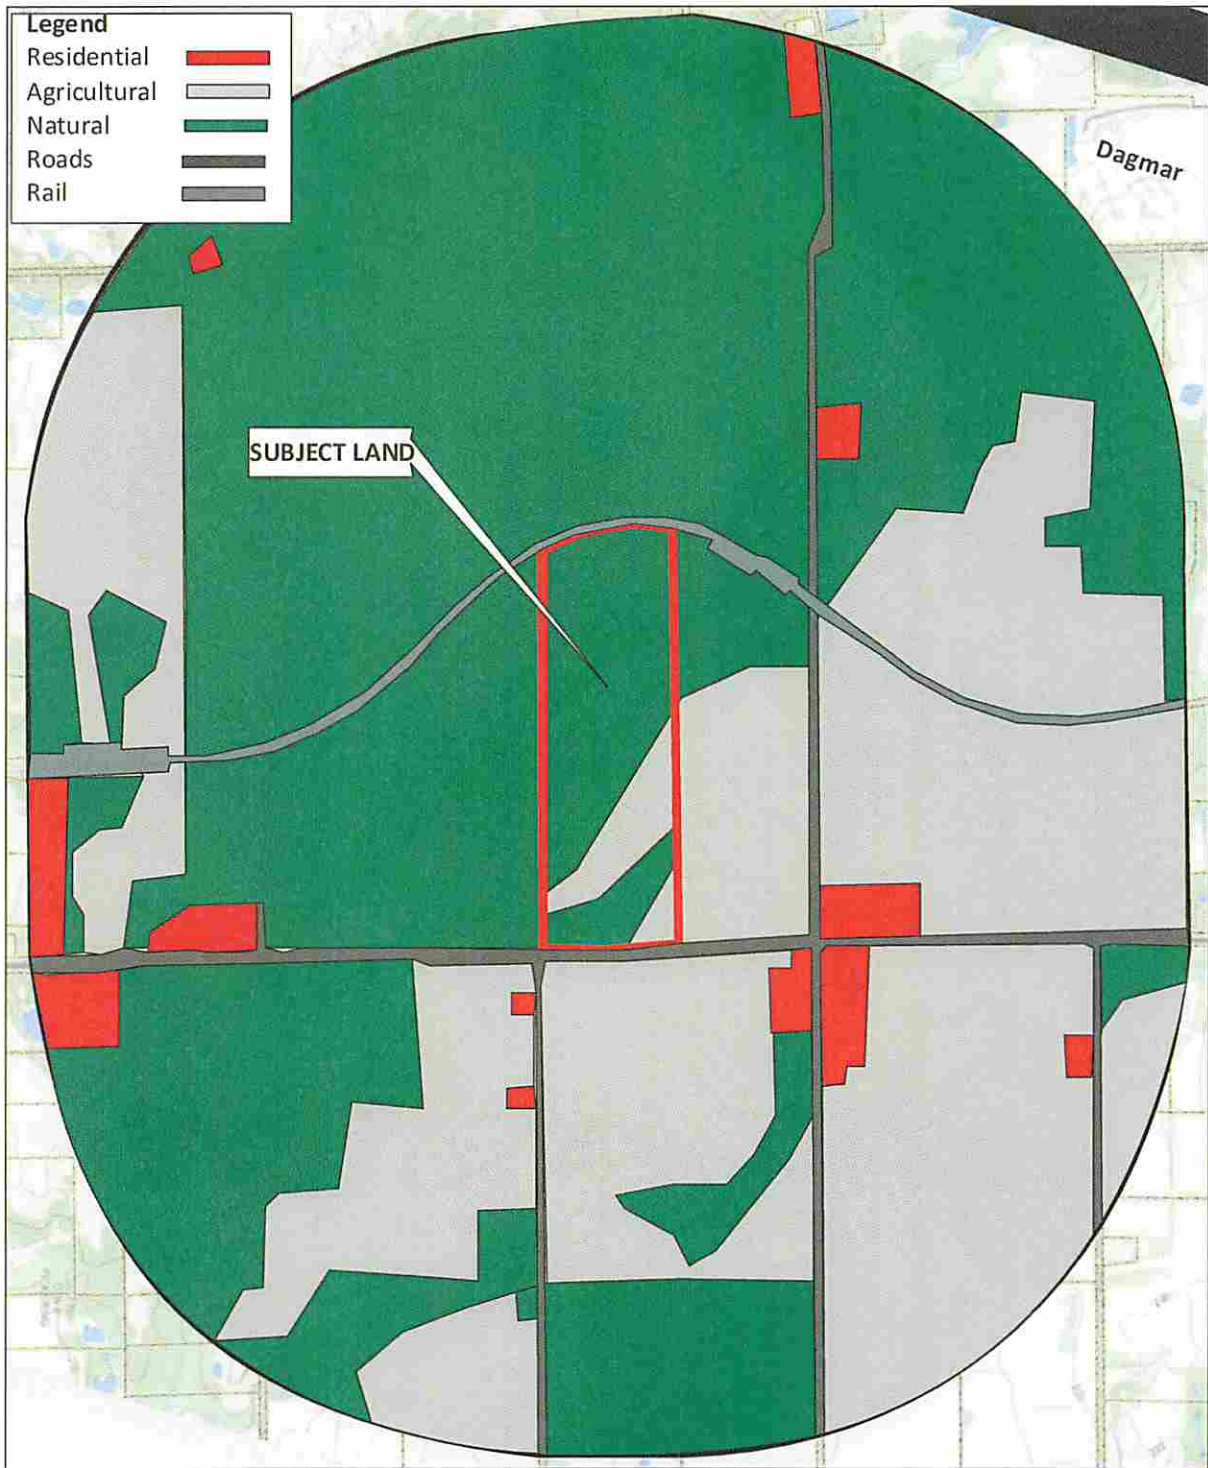 Legend
Residential
Agricultural
Natural
Roads
Rail
Dagmar
SUBJECT LAND